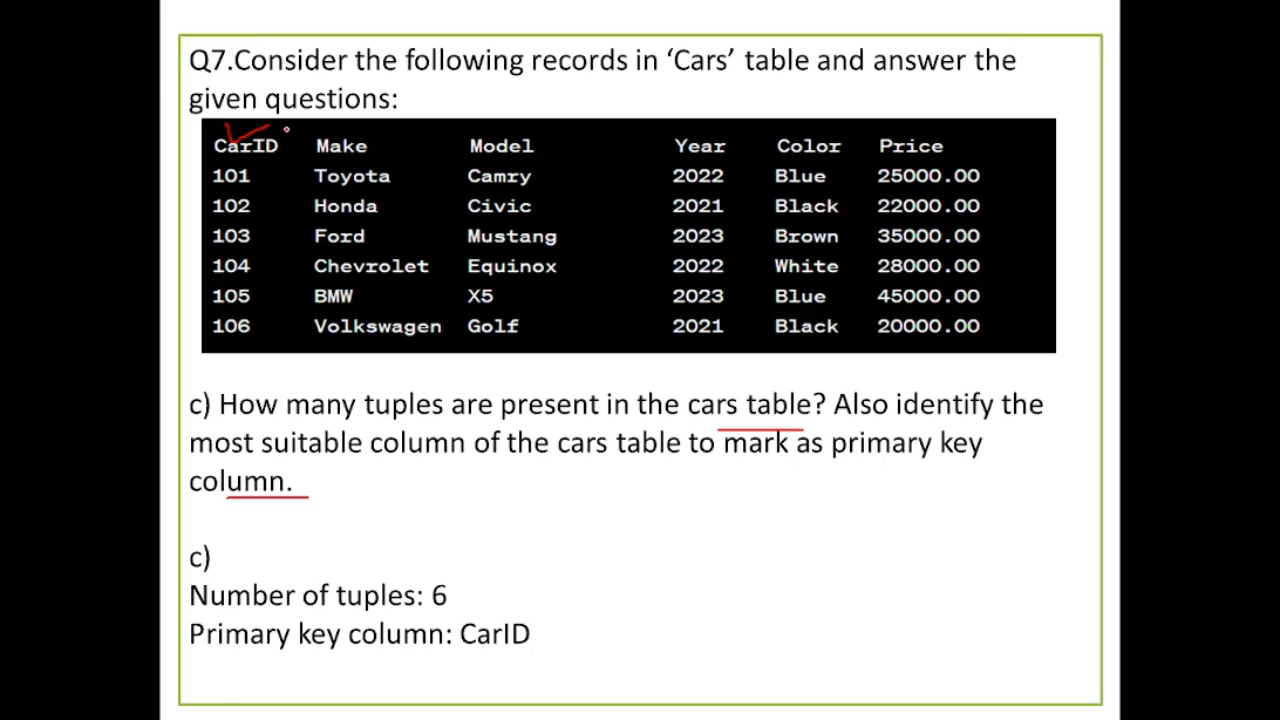 Q7.Consider the following records in ‘Cars’ table and answer the
given questions:
CarID Make Model Year Color Price
101 Toyota Camry 2022 Blue 25000.00
102 Honda Civic 2021 Black 22000.00
103 Ford Mustang 2023 Brown 35000.00
104 Chevrolet Equinox 2022 White 28000.00
105 BMW X5 2023 Blue 45000.00
106 Volkswagen Golf 2021 Black 20000.00
c) How many tuples are present in the cars table? Also identify the
most suitable column of the cars table to mark as primary key
column.
c)
Number of tuples: 6
Primary key column: CarID